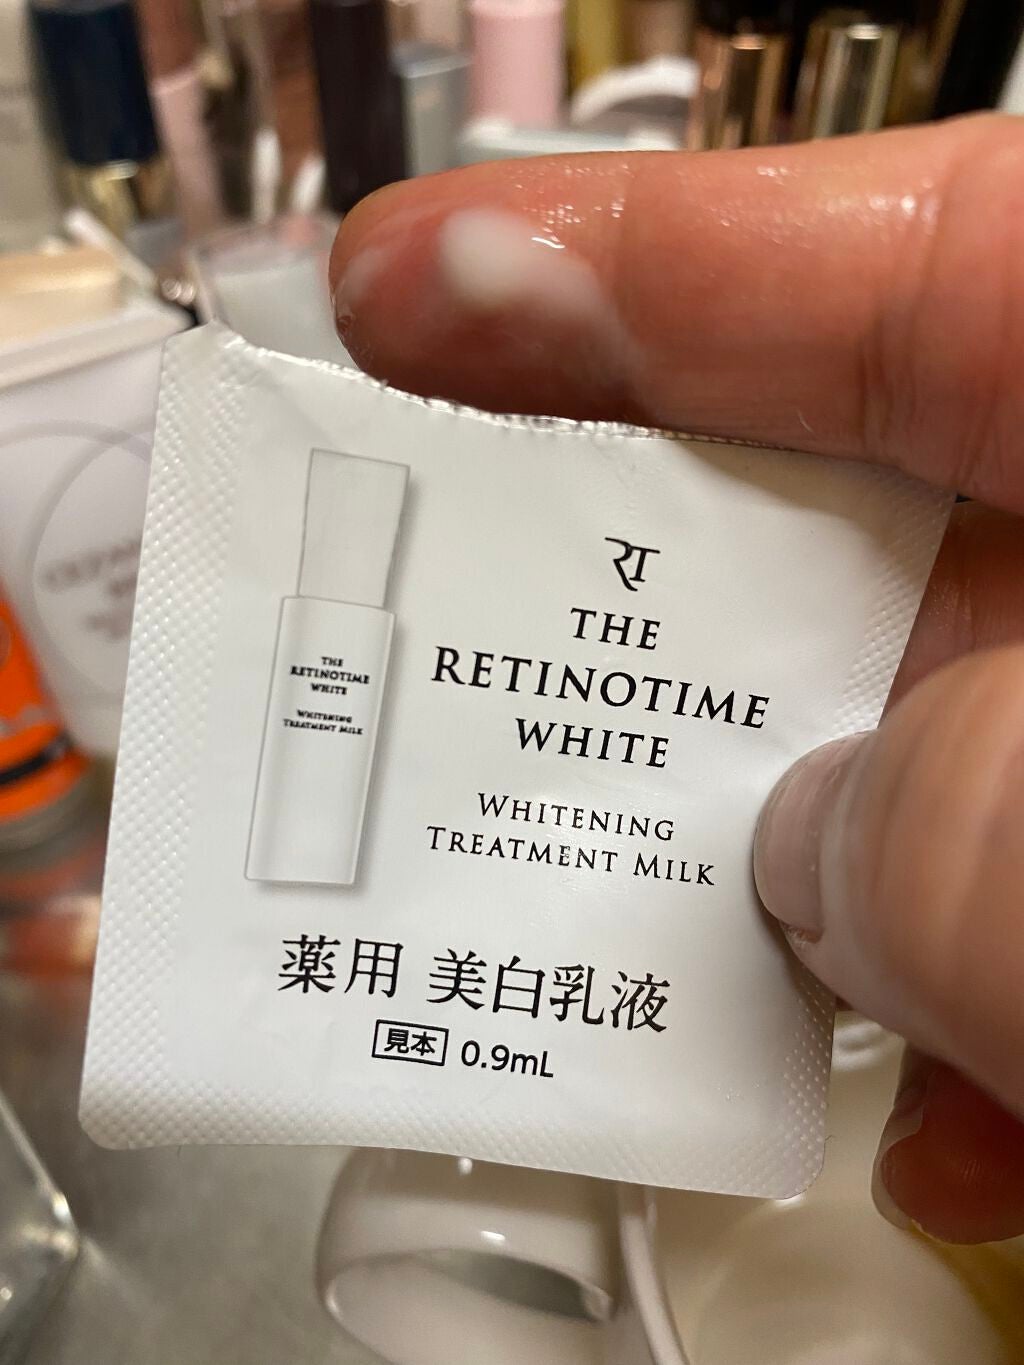 RT
THE
RETINOTIME
WHITE
WHITENING
TREATMENT MILK
薬用 美白乳液
見本 0.9mL
THE
RETINOTIME
WHITE
WHITENING
TREATMENT MILK